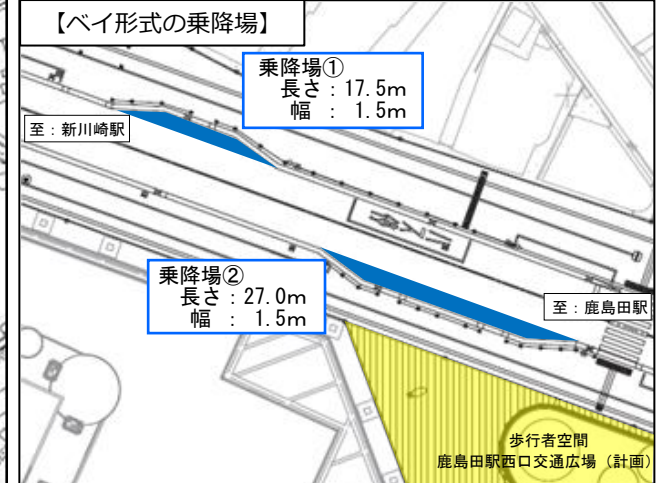 【ベイ形式の乗降場】
乗降場①
長さ：17.5m
幅 ： 1.5m
至：新川崎駅
乗降場②
長さ：27.0m
幅 ： 1.5m
至：鹿島田駅
歩行者空間
鹿島田駅西口交通広場（計画）